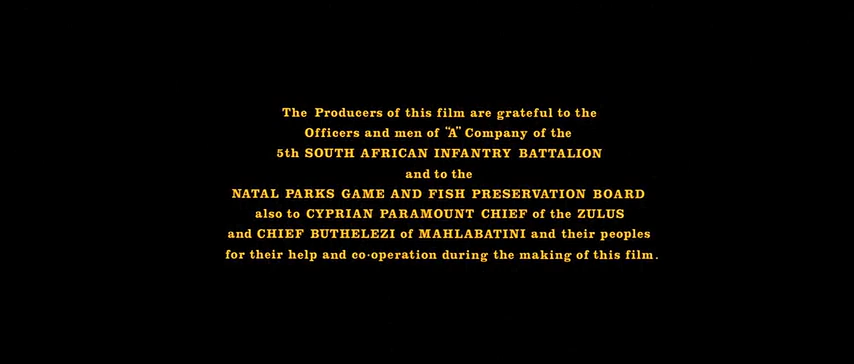 The Producers of this film are grateful to the
Officers and men of "A" Company of the
5th SOUTH AFRICAN INFANTRY BATTALION
and to the
NATAL PARKS GAME AND FISH PRESERVATION BOARD
also to CYPRIAN PARAMOUNT CHIEF of the ZULUS
and CHIEF BUTHELEZI of MAHLABATINI and their peoples
for their help and co-operation during the making of this film.